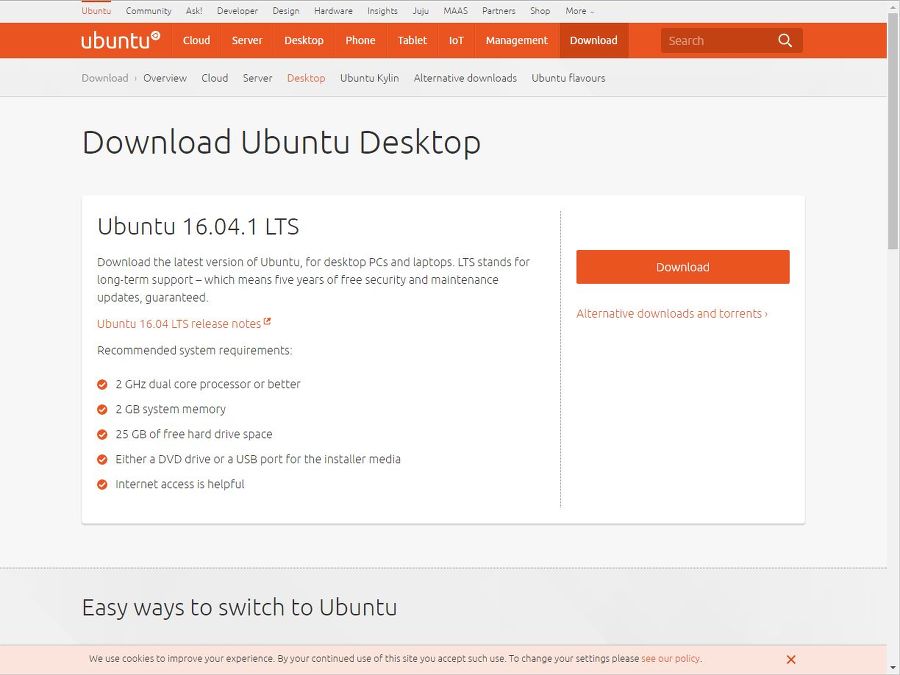 Ubuntu Community Ask! Developer Design Hardware Insights Juju MAAS Partners Shop More
ubuntu Cloud Server Desktop Phone Tablet IoT Management Download Search
Download › Overview Cloud Server Desktop Ubuntu Kylin Alternative downloads Ubuntu flavours
Download Ubuntu Desktop
Ubuntu 16.04.1 LTS
Download the latest version of Ubuntu, for desktop PCs and laptops. LTS stands for
long-term support – which means five years of free security and maintenance
updates, guaranteed.
Ubuntu 16.04 LTS release notes
Recommended system requirements:
2 GHz dual core processor or better
2 GB system memory
25 GB of free hard drive space
Either a DVD drive or a USB port for the installer media
Internet access is helpful
Download
Alternative downloads and torrents ›
Easy ways to switch to Ubuntu
We use cookies to improve your experience. By your continued use of this site you accept such use. To change your settings please see our policy.